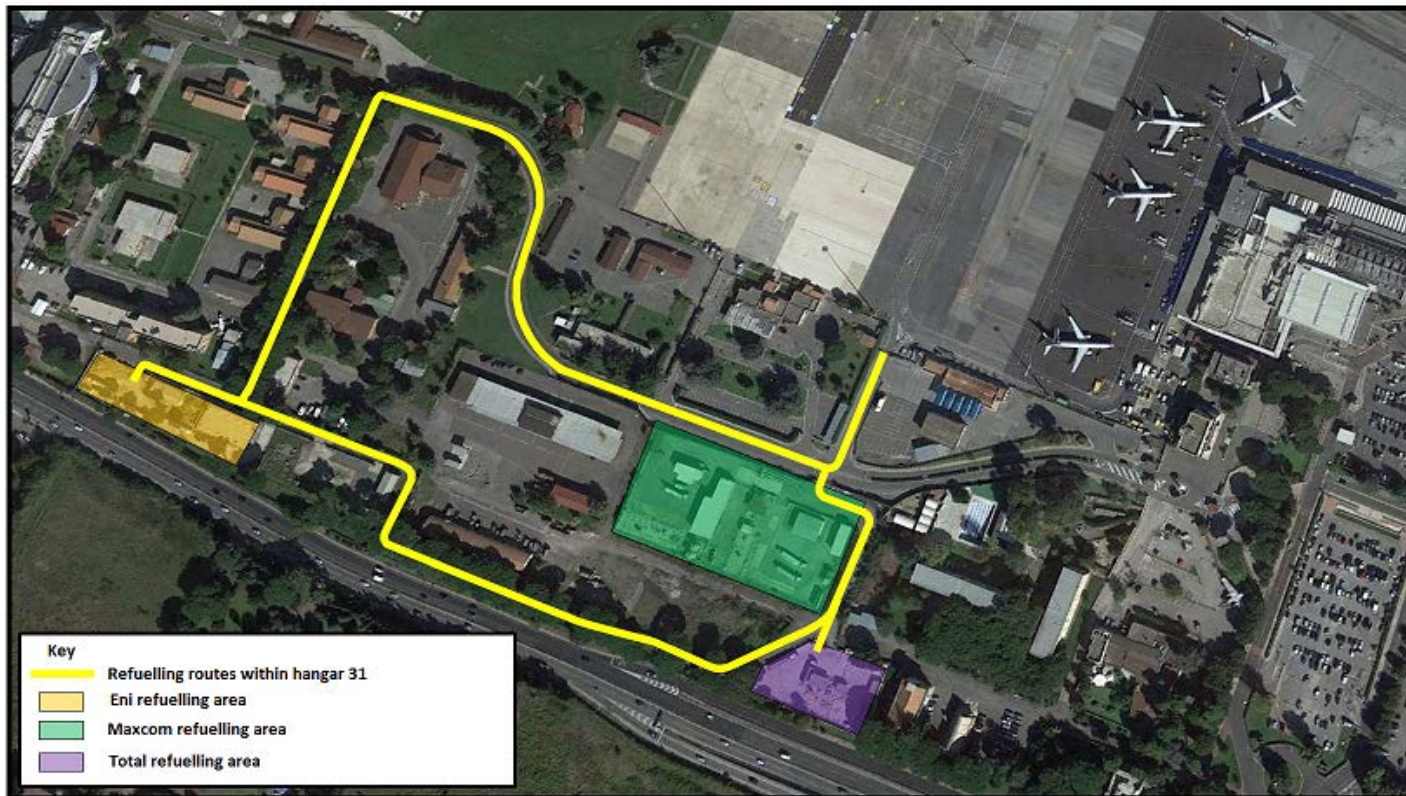 Key
Refuelling routes within hangar 31
Eni refuelling area
Maxcom refuelling area
Total refuelling area